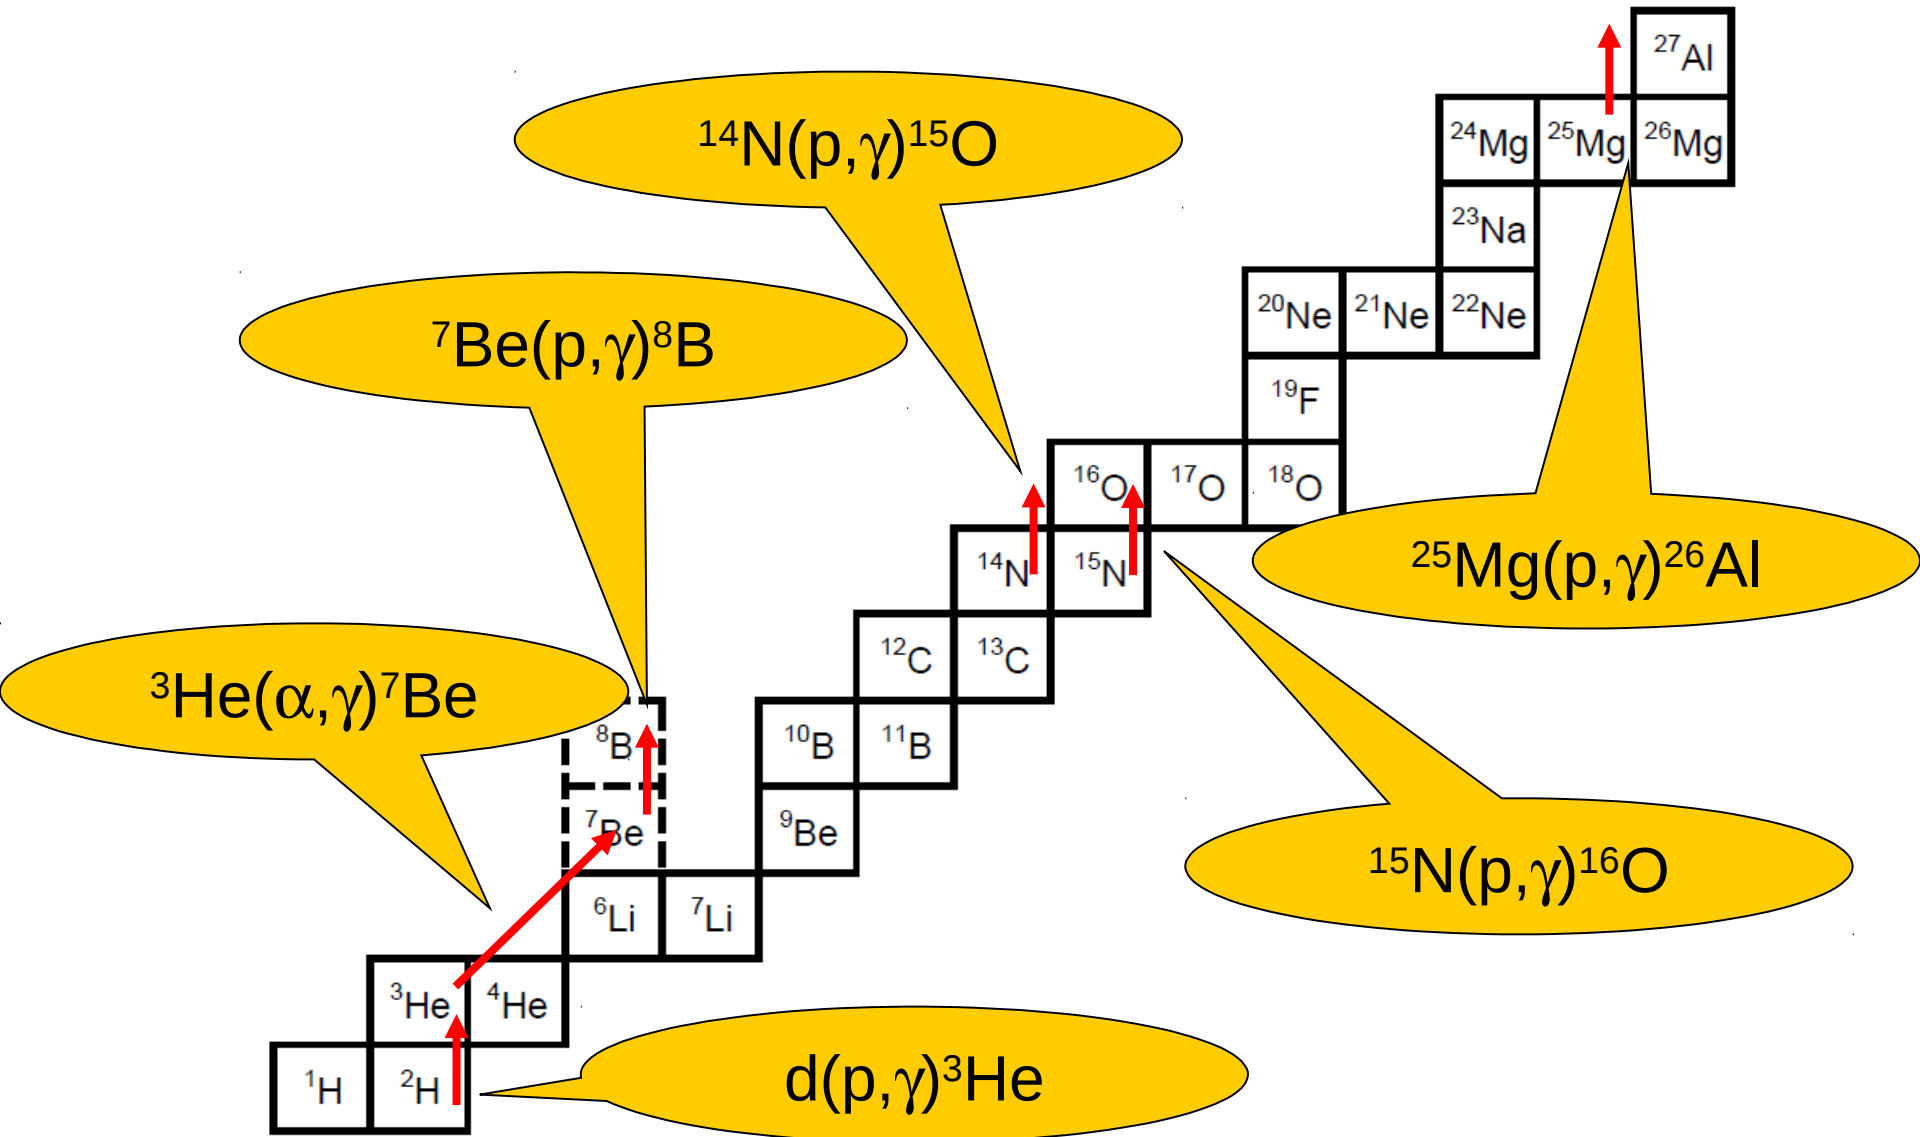 ²⁷Al
¹⁴N(p,γ)¹⁵O
²⁴Mg ²⁵Mg ²⁶Mg
²³Na
⁷Be(p,γ)⁸B
²⁰Ne ²¹Ne ²²Ne
¹⁹F
¹⁶O ¹⁷O ¹⁸O
²⁵Mg(p,γ)²⁶Al
¹⁴N ¹⁵N
¹²C ¹³C
³He(α,γ)⁷Be
⁸B ¹⁰B ¹¹B
⁷Be ⁹Be
¹⁵N(p,γ)¹⁶O
⁶Li ⁷Li
³He ⁴He
d(p,γ)³He
¹H ²H